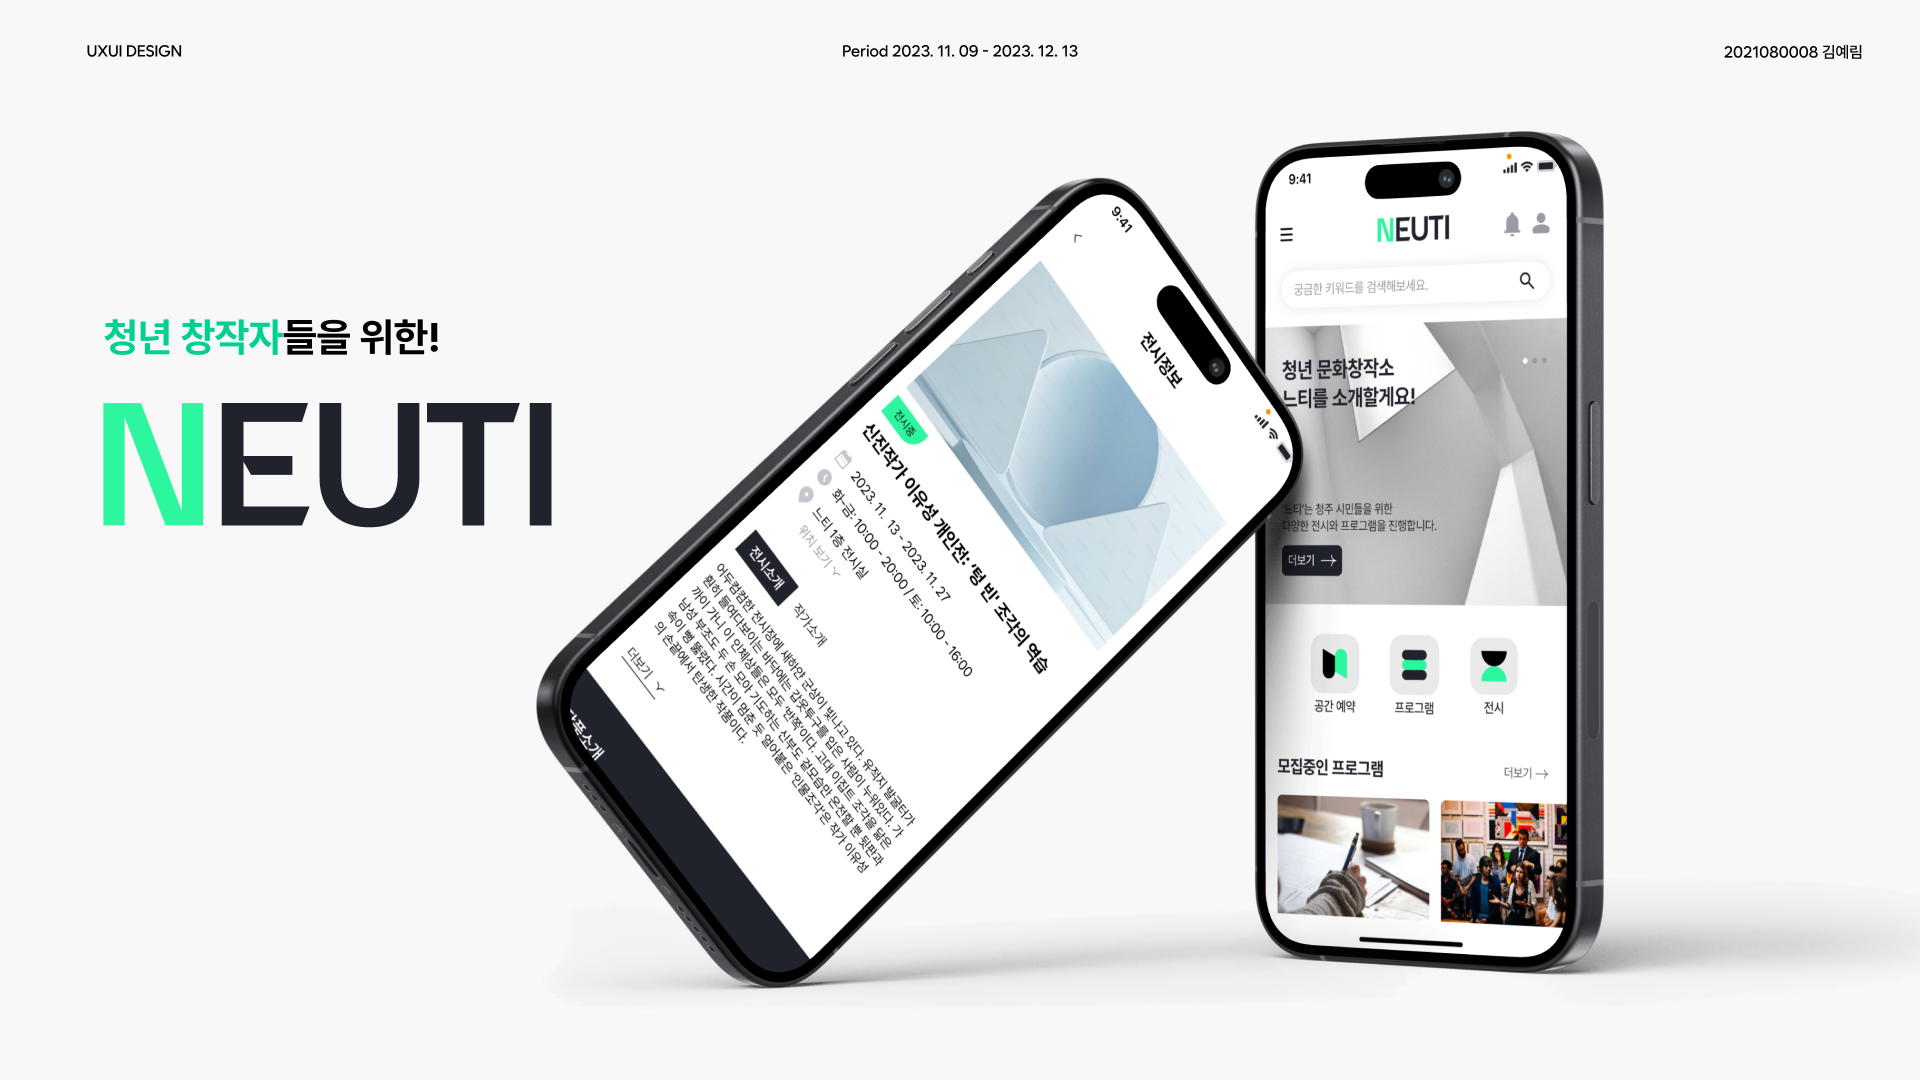 UXUI DESIGN
Period 2023. 11. 09 - 2023. 12. 13
2021080008 김예림
청년 창작자들을 위한!
NEUTI
9:41
전시정보
전시중
신진작가 이유성 개인전: '텅 빈' 조각의 역습
2023. 11. 13 - 2023. 11. 27
화-금: 10:00 - 20:00 / 토: 10:00 - 16:00
느티 1층 전시실
위치 보기
전시소개
작가소개
어두컴컴한 전시장에 새하얀 군상이 빛나고 있다. 유적지 발굴터가
훤히 들여다보이는 바닥에는 갑옷투구를 입은 사람이 누워있다. 가
까이 가니 이 인체상들은 모두 '반쪽'이다. 고대 이집트 조각을 닮은
남성 부조도 두 손 모아 기도하는 신부도 겉모습만 온전할 뿐 뒷판과
속이 뻥 뚫렸다. 시간이 멈춘 듯 얼어붙은 '인물조각'은 작가 이유성
의 손끝에서 탄생한 작품이다.
더보기
작품소개
9:41
NEUTI
궁금한 키워드를 검색해보세요.
청년 문화창작소
느티를 소개할게요!
'느티'는 청주 시민들을 위한
다양한 전시와 프로그램을 진행합니다.
더보기
공간 예약
프로그램
전시
모집중인 프로그램
더보기